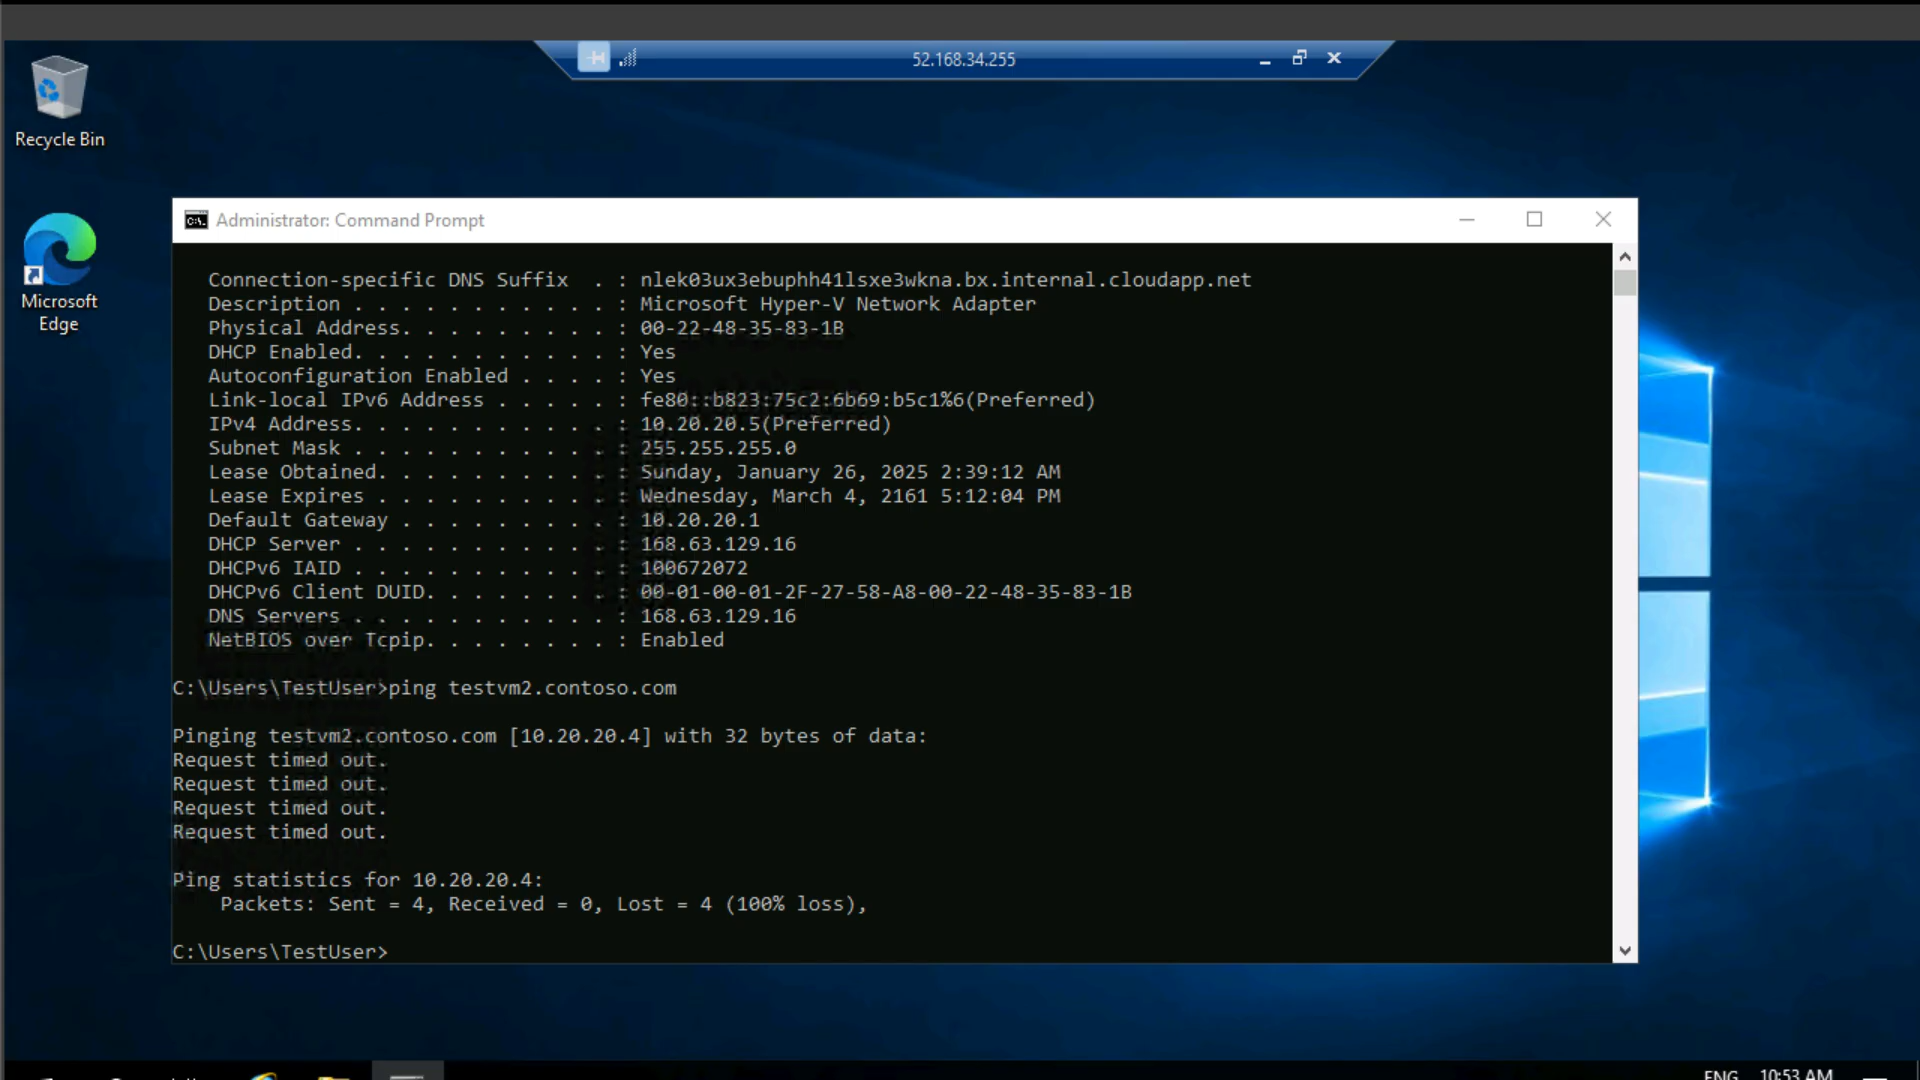 52.168.34.255
Recycle Bin
Microsoft
Edge
Administrator: Command Prompt
Connection-specific DNS Suffix  . : nlek03ux3ebuphh41lsxe3wkna.bx.internal.cloudapp.net
Description . . . . . . . . . . . : Microsoft Hyper-V Network Adapter
Physical Address. . . . . . . . . : 00-22-48-35-83-1B
DHCP Enabled. . . . . . . . . . . : Yes
Autoconfiguration Enabled . . . . : Yes
Link-local IPv6 Address . . . . . : fe80::b823:75c2:6b69:b5c1%6(Preferred)
IPv4 Address. . . . . . . . . . . : 10.20.20.5(Preferred)
Subnet Mask . . . . . . . . . . . : 255.255.255.0
Lease Obtained. . . . . . . . . . : Sunday, January 26, 2025 2:39:12 AM
Lease Expires . . . . . . . . . . : Wednesday, March 4, 2161 5:12:04 PM
Default Gateway . . . . . . . . . : 10.20.20.1
DHCP Server . . . . . . . . . . . : 168.63.129.16
DHCPv6 IAID . . . . . . . . . . . : 100672072
DHCPv6 Client DUID. . . . . . . . : 00-01-00-01-2F-27-58-A8-00-22-48-35-83-1B
DNS Servers . . . . . . . . . . . : 168.63.129.16
NetBIOS over Tcpip. . . . . . . . : Enabled
C:\Users\TestUser>ping testvm2.contoso.com
Pinging testvm2.contoso.com [10.20.20.4] with 32 bytes of data:
Request timed out.
Request timed out.
Request timed out.
Request timed out.
Ping statistics for 10.20.20.4:
Packets: Sent = 4, Received = 0, Lost = 4 (100% loss),
C:\Users\TestUser>
ENG 10:53 AM